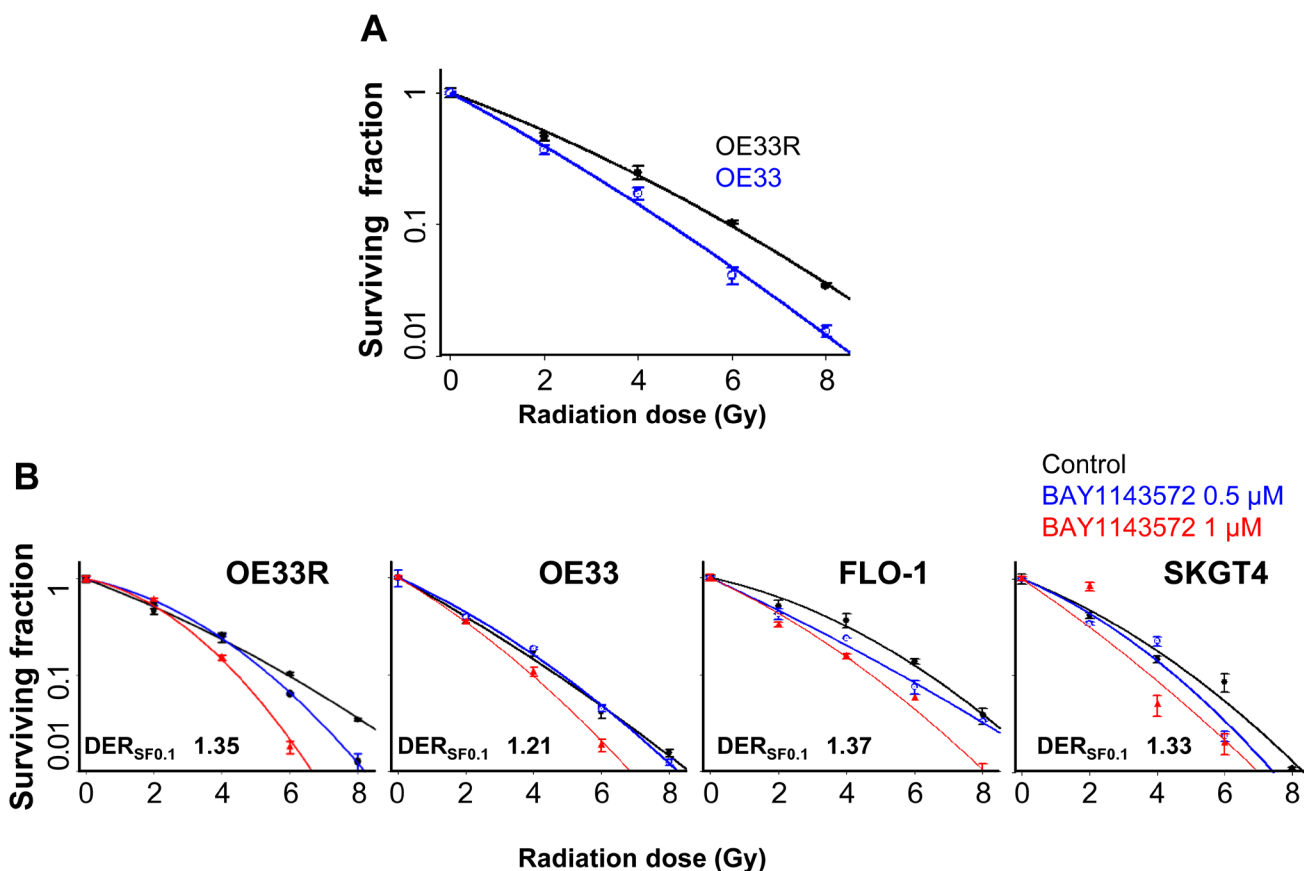 A
Surviving fraction
1
0.1
0.01
OE33R
OE33
0 2 4 6 8
Radiation dose (Gy)
B
Control
BAY1143572 0.5 µM
BAY1143572 1 µM
Surviving fraction
1
0.1
0.01
OE33R
DERSF0.1 1.35
0 2 4 6 8
OE33
DERSF0.1 1.21
0 2 4 6 8
FLO-1
DERSF0.1 1.37
0 2 4 6 8
SKGT4
DERSF0.1 1.33
0 2 4 6 8
Radiation dose (Gy)